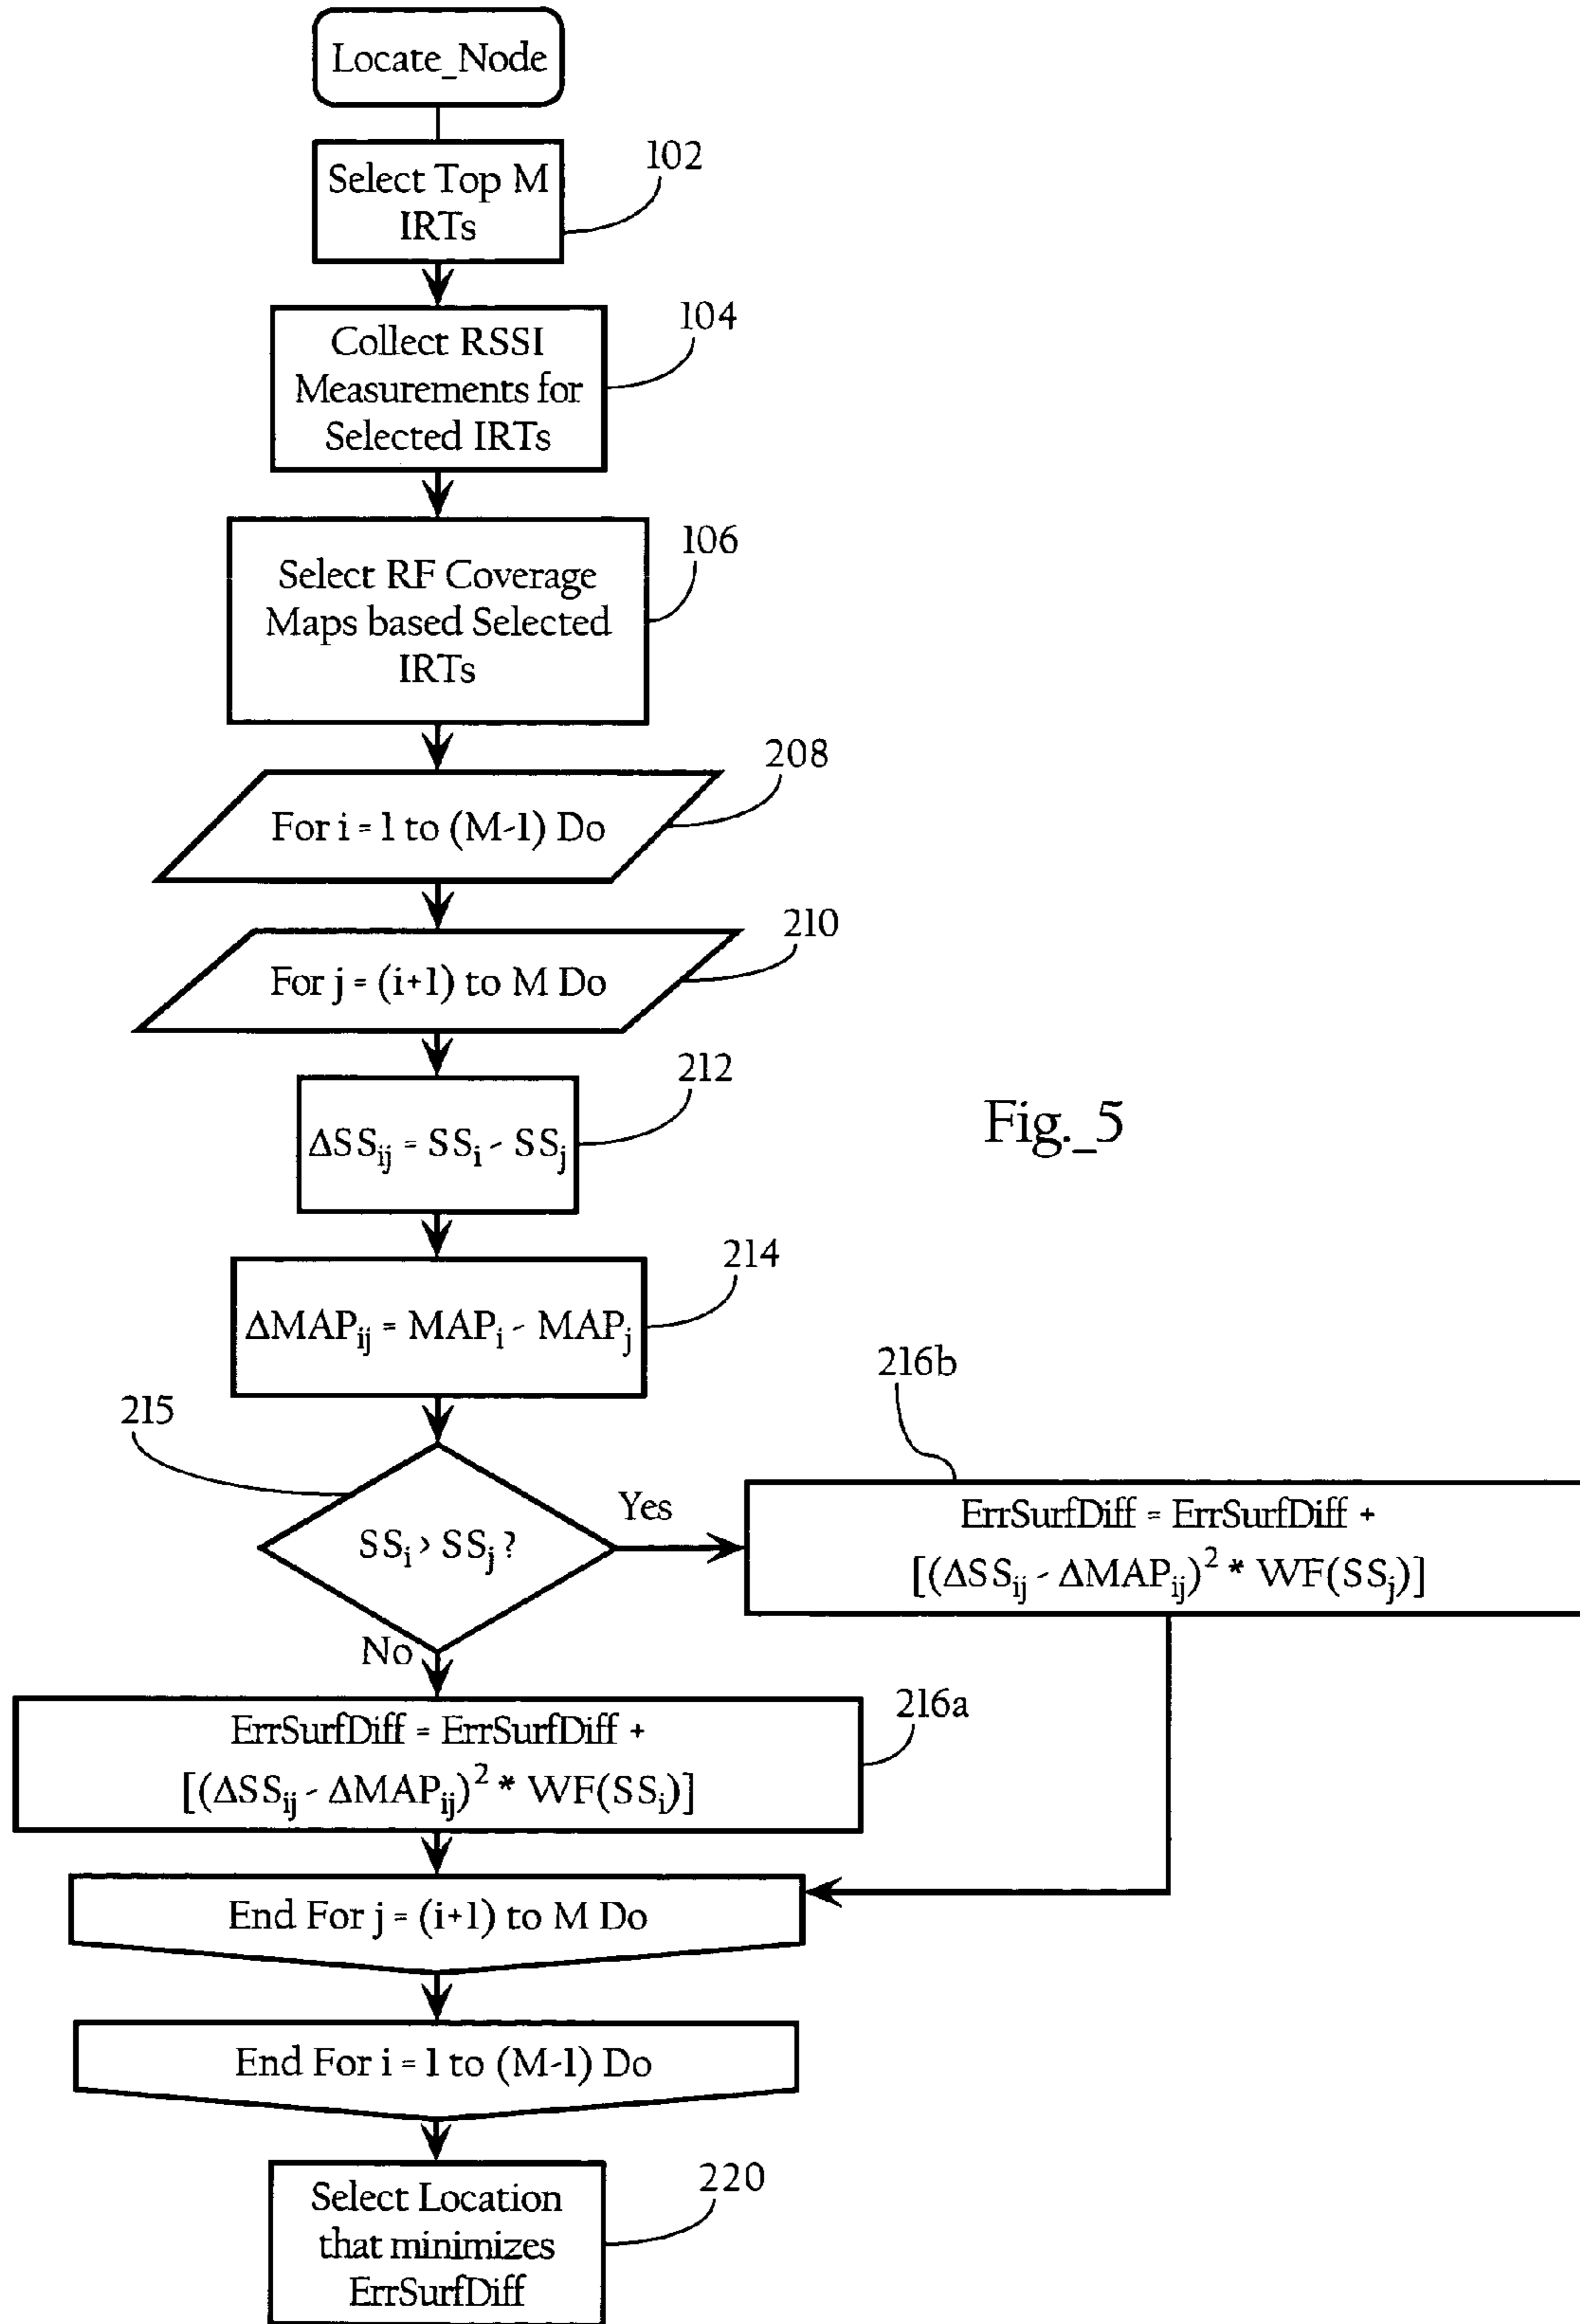 Locate_Node
Select Top M
IRTs
102
Collect RSSI
Measurements for
Selected IRTs
104
Select RF Coverage
Maps based Selected
IRTs
106
For i = 1 to (M-1) Do
208
For j = (i+1) to M Do
210
ΔSSij = SSi - SSj
212
Fig._5
ΔMAPij = MAPi - MAPj
214
215
SSi > SSj ?
Yes
No
216b
ErrSurfDiff = ErrSurfDiff +
[(ΔSSij - ΔMAPij)² * WF(SSj)]
216a
ErrSurfDiff = ErrSurfDiff +
[(ΔSSij - ΔMAPij)² * WF(SSi)]
End For j = (i+1) to M Do
End For i = 1 to (M-1) Do
Select Location
that minimizes
ErrSurfDiff
220